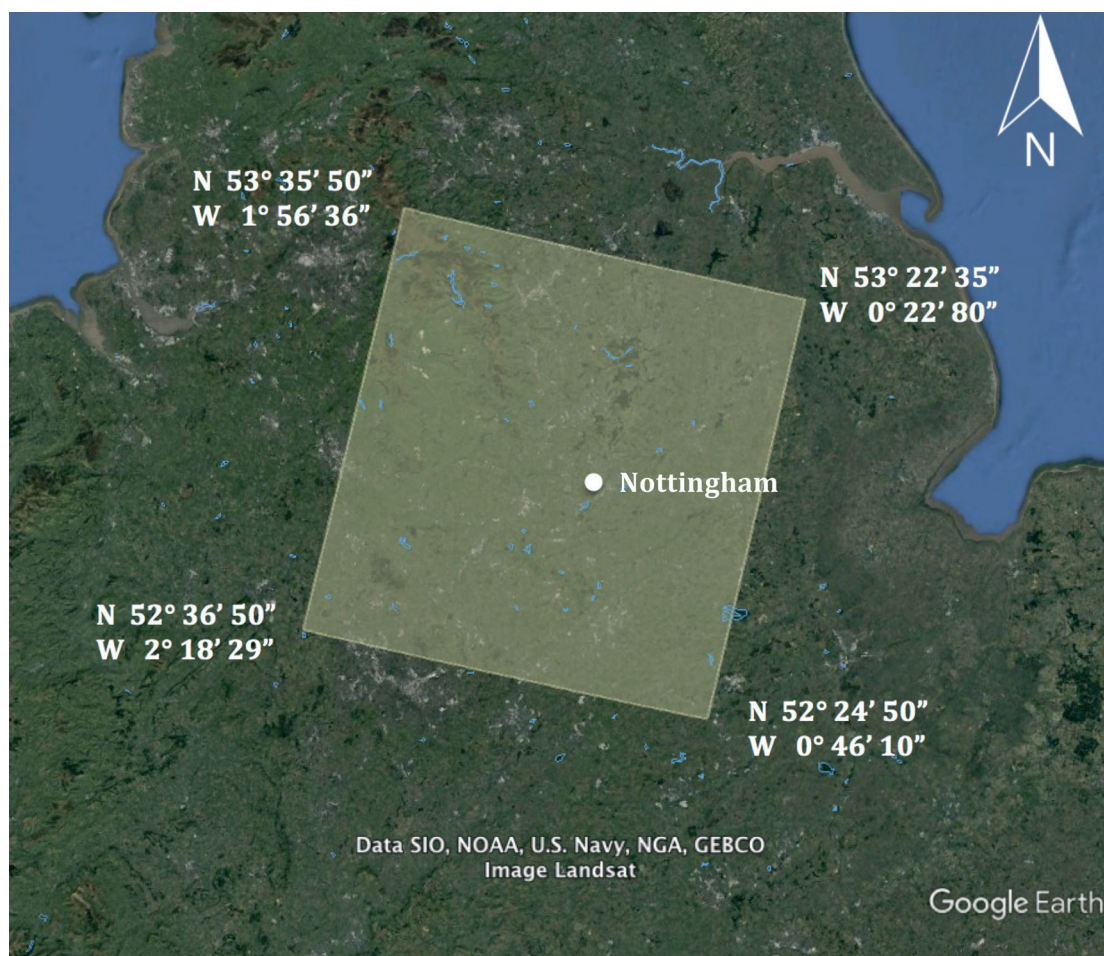 N
N 53° 35’ 50”
W 1° 56’ 36”
N 53° 22’ 35”
W 0° 22’ 80”
Nottingham
N 52° 36’ 50”
W 2° 18’ 29”
N 52° 24’ 50”
W 0° 46’ 10”
Data SIO, NOAA, U.S. Navy, NGA, GEBCO
Image Landsat
Google Earth